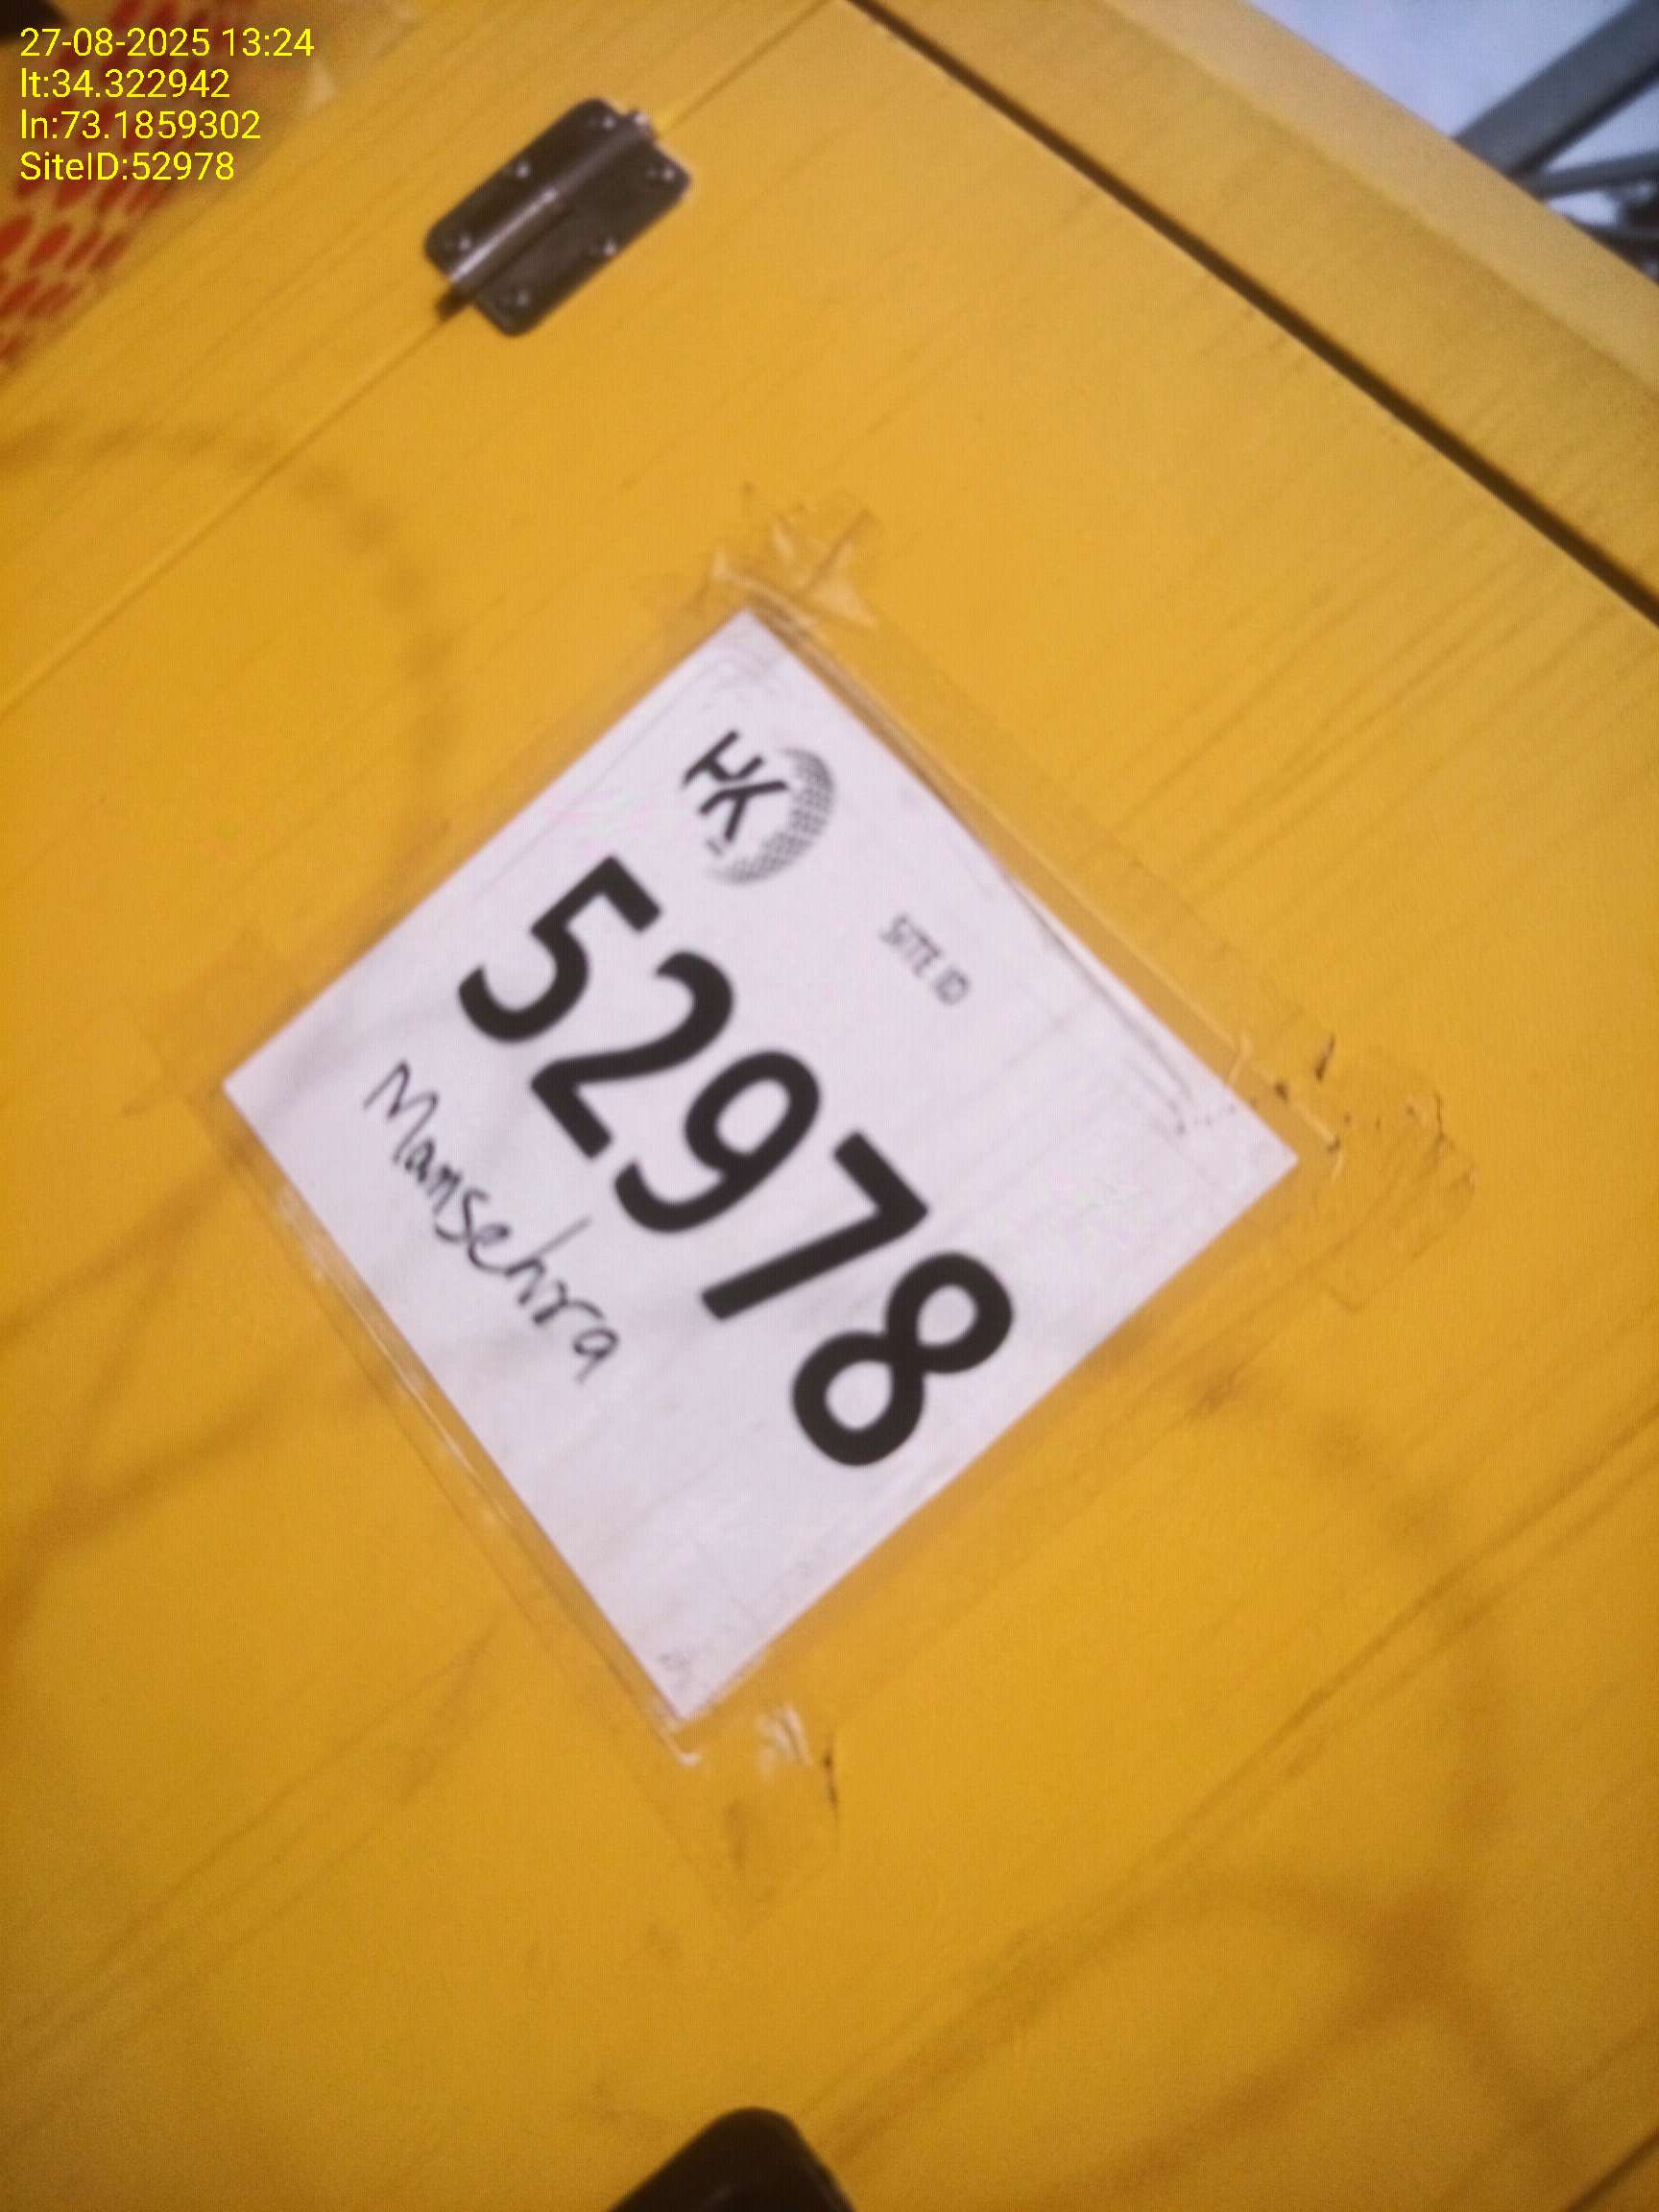 27-08-2025 13:24
lt:34.322942
ln:73.1859302
SiteID:52978
HK
SITE ID
52978
Mansehra